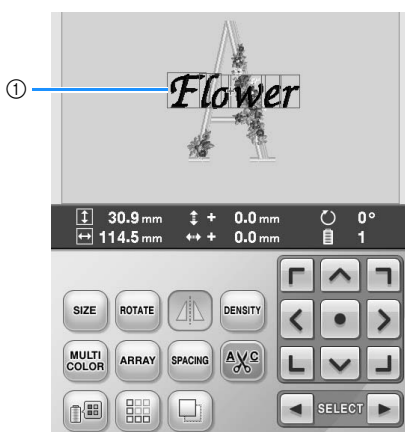 ①
A
Flower
30.9 mm + 0.0 mm 0°
114.5 mm + 0.0 mm 1
SIZE ROTATE DENSITY
MULTI COLOR ARRAY SPACING A C
SELECT